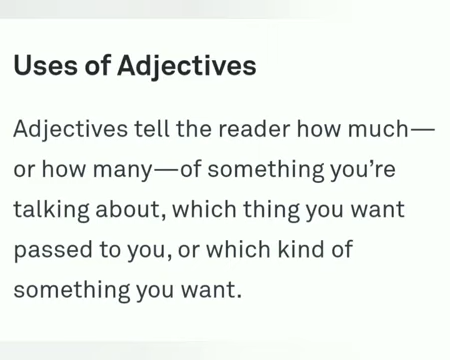 Uses of Adjectives
Adjectives tell the reader how much—
or how many—of something you’re
talking about, which thing you want
passed to you, or which kind of
something you want.